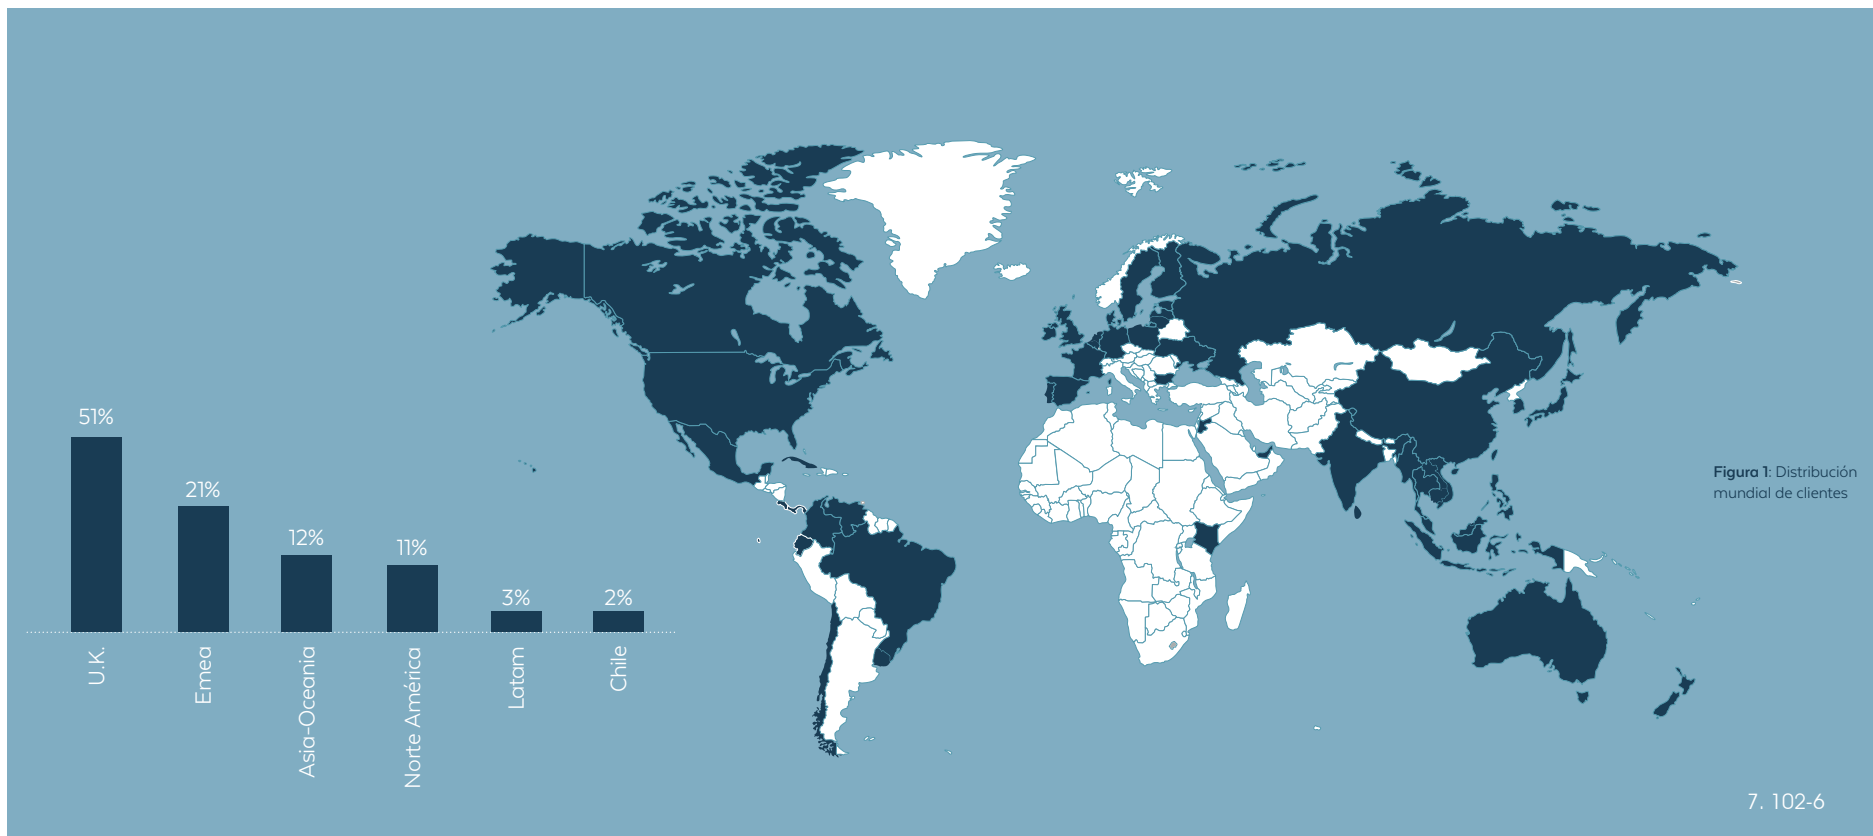 51%
21%
12%
11%
3%
2%
U.K.
Emea
Asia-Oceania
Norte América
Latam
Chile
Figura 1: Distribución
mundial de clientes
7. 102-6